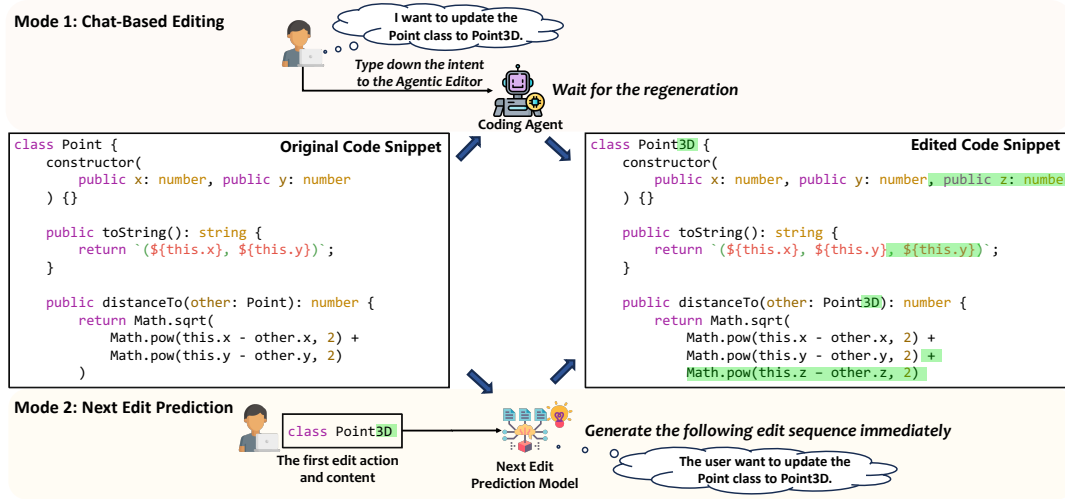 Mode 1: Chat-Based Editing
I want to update the
Point class to Point3D.
Type down the intent
to the Agentic Editor
Wait for the regeneration
Coding Agent
Original Code Snippet
class Point {
constructor(
public x: number, public y: number
) {}
public toString(): string {
return `(${this.x}, ${this.y})`;
}
public distanceTo(other: Point): number {
return Math.sqrt(
Math.pow(this.x - other.x, 2) +
Math.pow(this.y - other.y, 2)
)
Edited Code Snippet
class Point3D {
constructor(
public x: number, public y: number, public z: number
) {}
public toString(): string {
return `(${this.x}, ${this.y}, ${this.y})`;
}
public distanceTo(other: Point3D): number {
return Math.sqrt(
Math.pow(this.x - other.x, 2) +
Math.pow(this.y - other.y, 2) +
Math.pow(this.z – other.z, 2)
Mode 2: Next Edit Prediction
class Point3D
The first edit action
and content
Next Edit
Prediction Model
Generate the following edit sequence immediately
The user want to update the
Point class to Point3D.